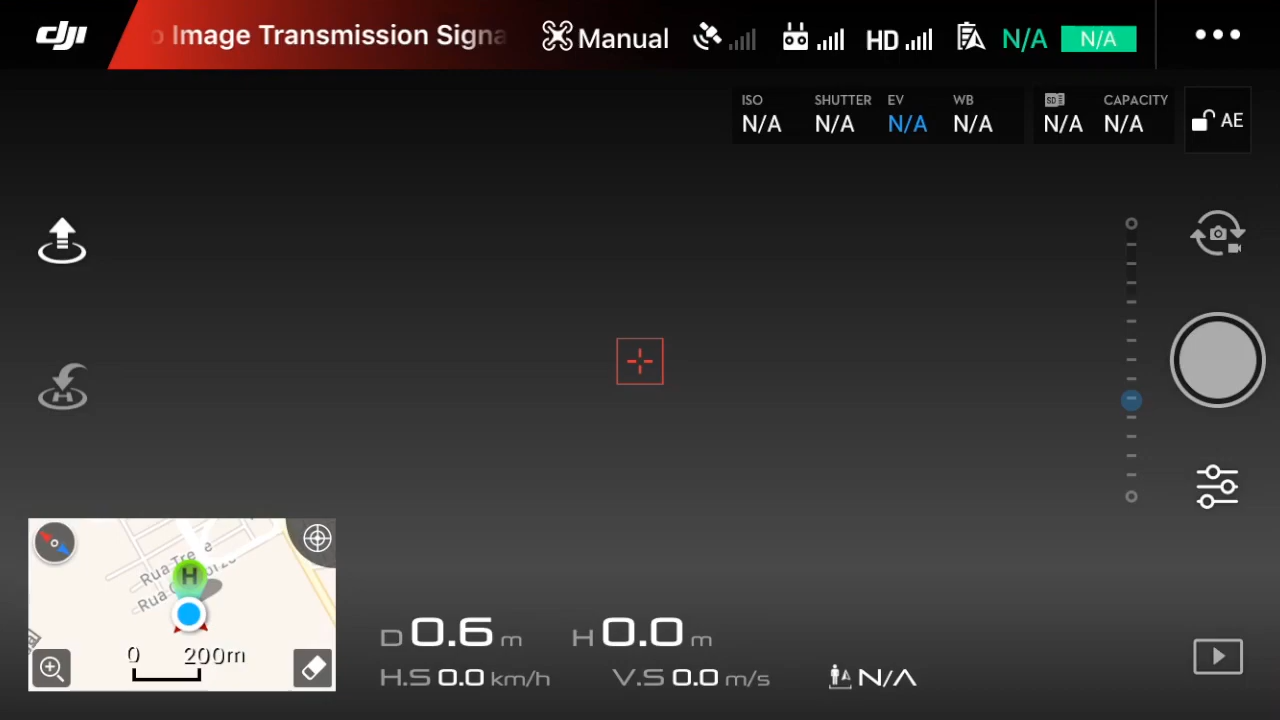 dji
Image Transmission Signa
Manual
HD
N/A
N/A
ISO
N/A
SHUTTER
N/A
EV
N/A
WB
N/A
SD
N/A
CAPACITY
N/A
AE
Rua Treze
Rua
H
0
200m
D 0.6 m
H 0.0 m
H.S 0.0 km/h
V.S 0.0 m/s
N/A